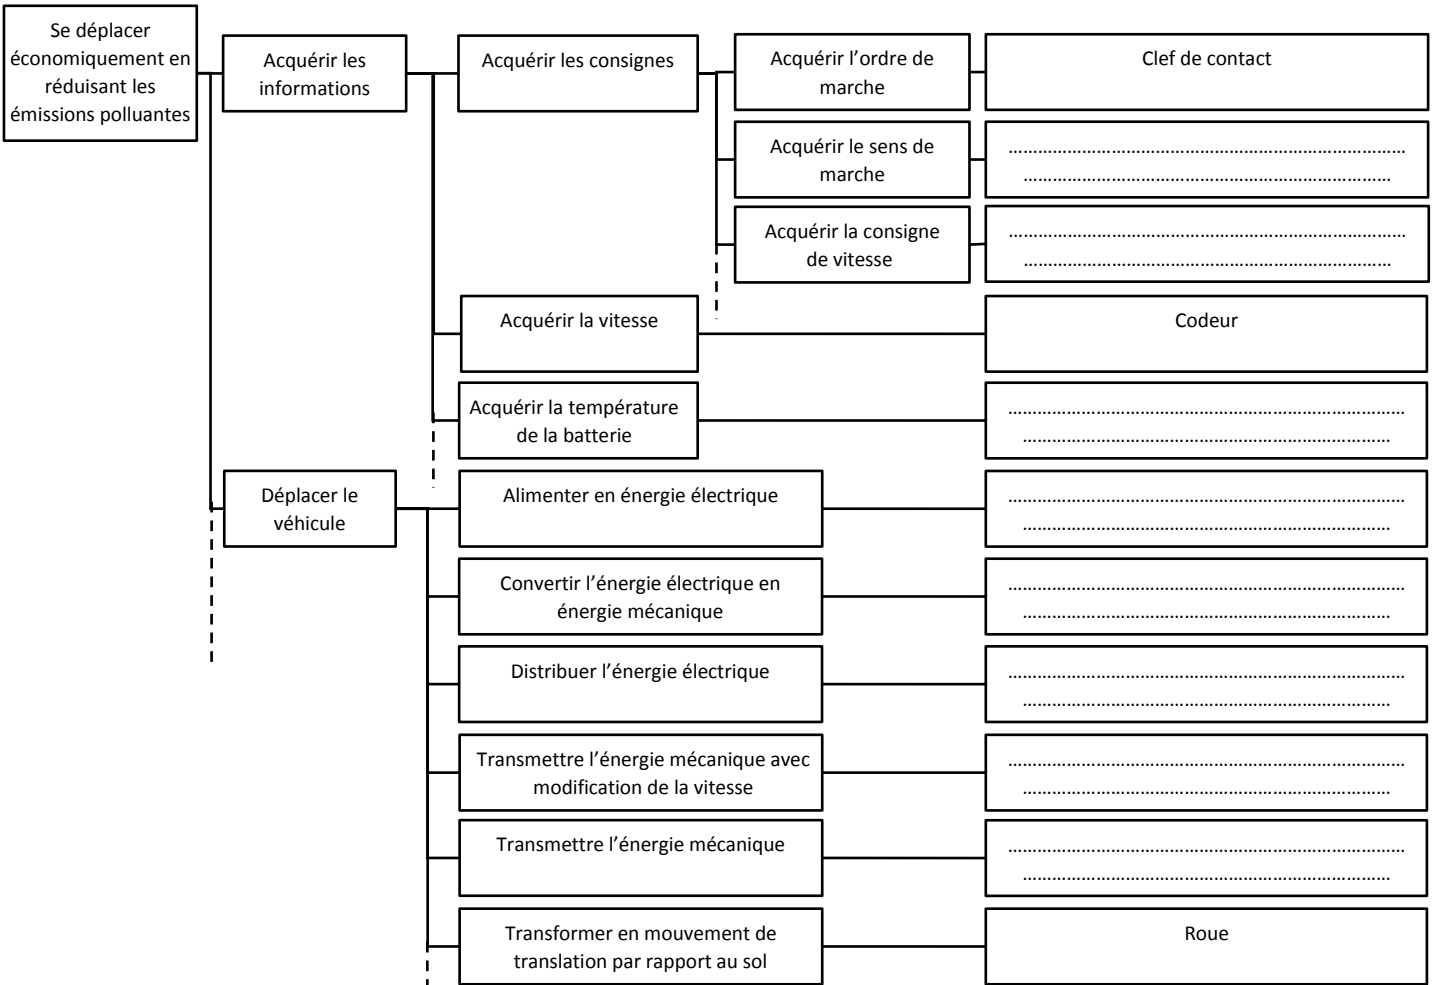 Se déplacer
économiquement en
réduisant les
émissions polluantes
Acquérir les
informations
Acquérir les consignes
Acquérir l’ordre de
marche
Clef de contact
Acquérir le sens de
marche
………………………………………………………………………
…………………………………………………………………
Acquérir la consigne
de vitesse
………………………………………………………………………
…………………………………………………………………
Acquérir la vitesse
Codeur
Acquérir la température
de la batterie
………………………………………………………………………
…………………………………………………………………
Déplacer le
véhicule
Alimenter en énergie électrique
………………………………………………………………………
…………………………………………………………………
Convertir l’énergie électrique en
énergie mécanique
………………………………………………………………………
…………………………………………………………………
Distribuer l’énergie électrique
………………………………………………………………………
…………………………………………………………………
Transmettre l’énergie mécanique avec
modification de la vitesse
………………………………………………………………………
…………………………………………………………………
Transmettre l’énergie mécanique
………………………………………………………………………
…………………………………………………………………
Transformer en mouvement de
translation par rapport au sol
Roue